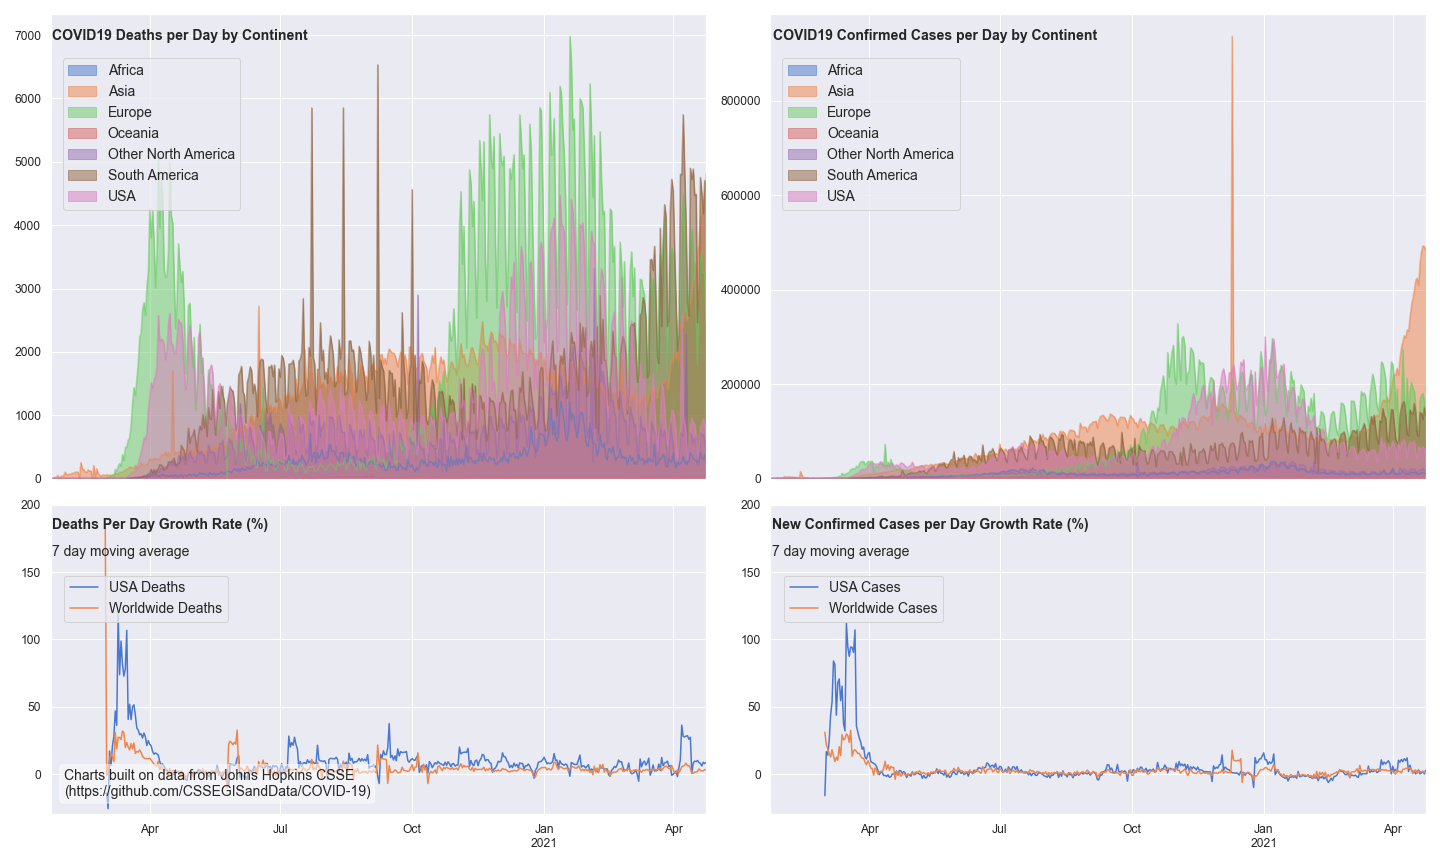 COVID19 Deaths per Day by Continent
7000
6000
5000
4000
3000
2000
1000
0
Africa
Asia
Europe
Oceania
Other North America
South America
USA
COVID19 Confirmed Cases per Day by Continent
800000
600000
400000
200000
0
Africa
Asia
Europe
Oceania
Other North America
South America
USA
Deaths Per Day Growth Rate (%)
7 day moving average
200
150
100
50
0
USA Deaths
Worldwide Deaths
Charts built on data from Johns Hopkins CSSE
(https://github.com/CSSEGISandData/COVID-19)
Apr
Jul
Oct
Jan
2021
Apr
New Confirmed Cases per Day Growth Rate (%)
7 day moving average
200
150
100
50
0
USA Cases
Worldwide Cases
Apr
Jul
Oct
Jan
2021
Apr